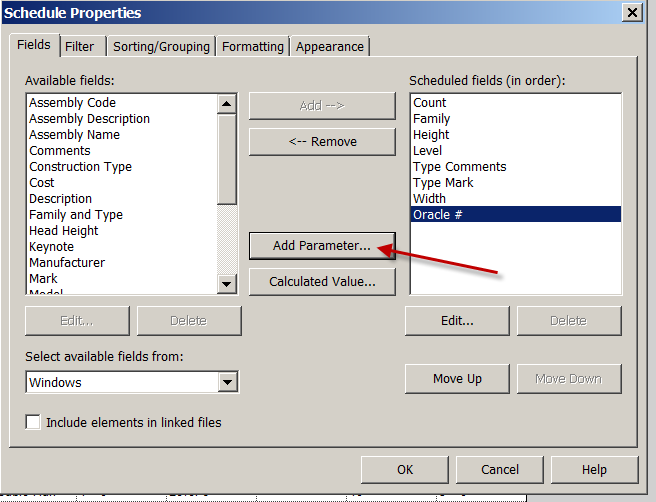 Schedule Properties
Fields
Filter
Sorting/Grouping
Formatting
Appearance
Available fields:
Assembly Code
Assembly Description
Assembly Name
Comments
Construction Type
Cost
Description
Family and Type
Head Height
Keynote
Manufacturer
Mark
Model
Add -->
<-- Remove
Add Parameter...
Calculated Value...
Scheduled fields (in order):
Count
Family
Height
Level
Type Comments
Type Mark
Width
Oracle #
Edit...
Delete
Edit...
Delete
Select available fields from:
Windows
Move Up
Move Down
Include elements in linked files
OK
Cancel
Help